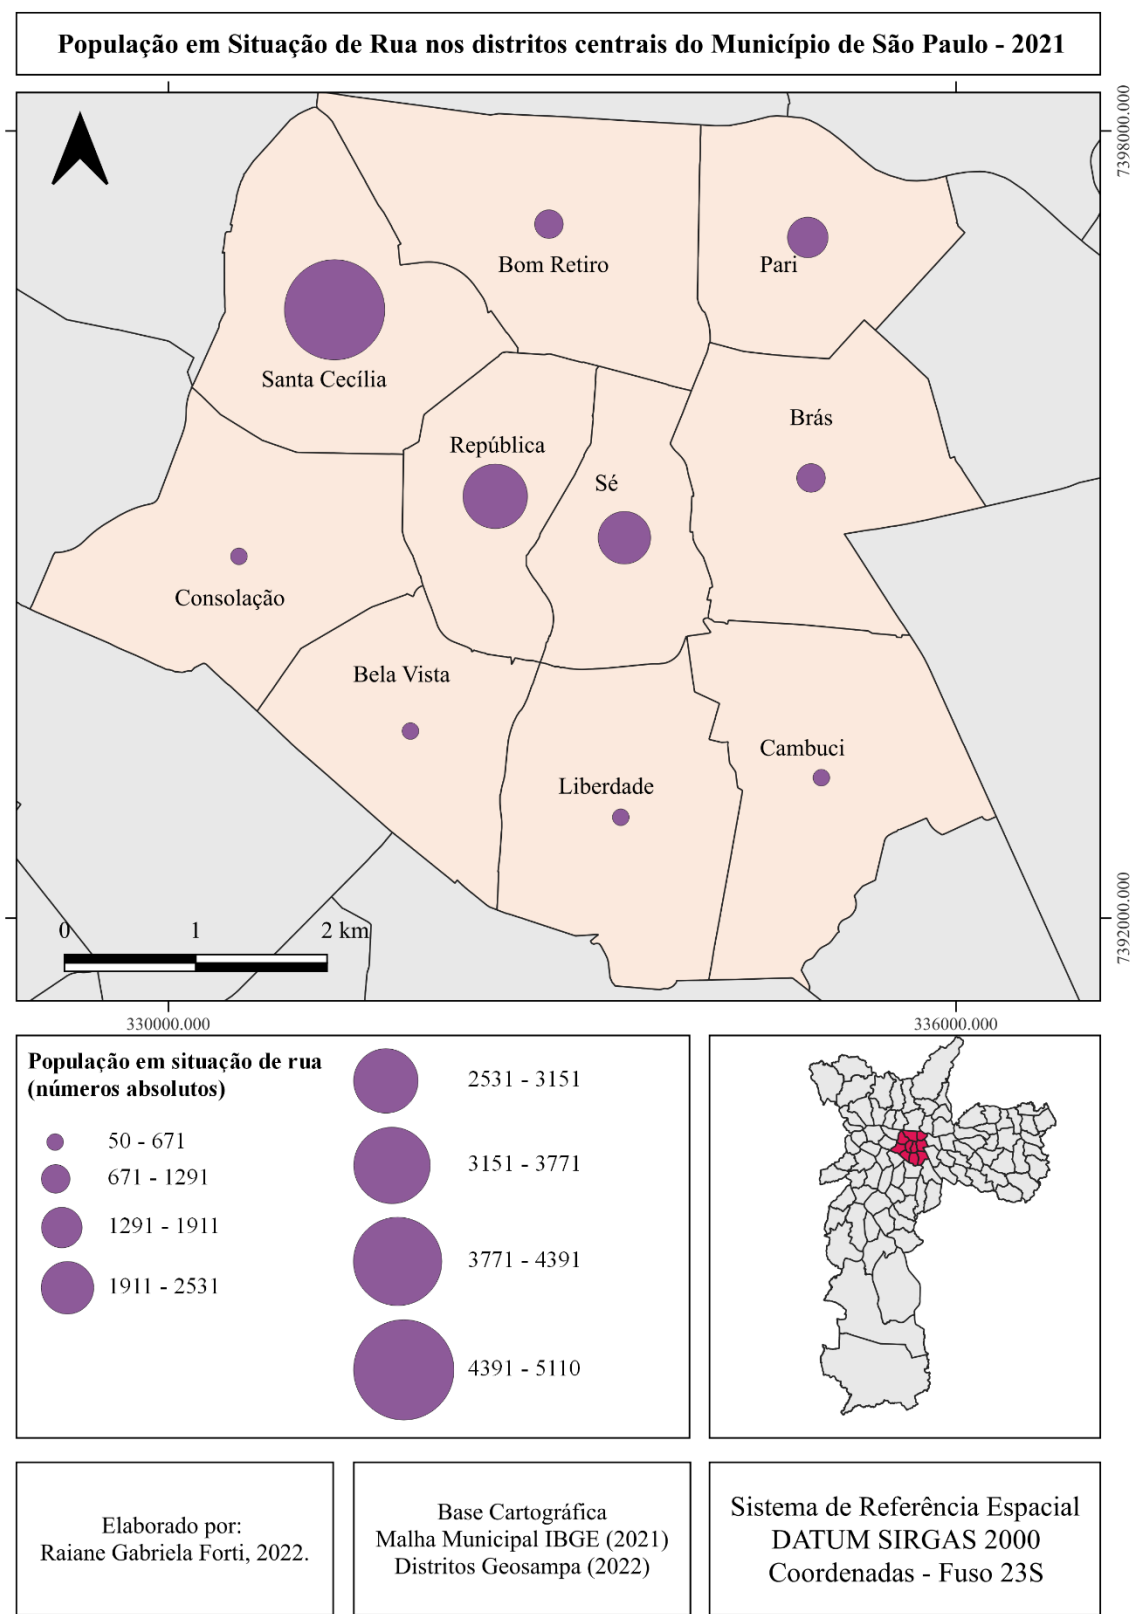 População em Situação de Rua nos distritos centrais do Município de São Paulo - 2021
7398000.000
Bom Retiro
Pari
Santa Cecília
Brás
República
Sé
Consolação
Bela Vista
Cambuci
Liberdade
7392000.000
0 1 2 km
330000.000 336000.000
População em situação de rua
(números absolutos)
50 - 671
671 - 1291
1291 - 1911
1911 - 2531
2531 - 3151
3151 - 3771
3771 - 4391
4391 - 5110
Elaborado por:
Raiane Gabriela Forti, 2022.
Base Cartográfica
Malha Municipal IBGE (2021)
Distritos Geosampa (2022)
Sistema de Referência Espacial
DATUM SIRGAS 2000
Coordenadas - Fuso 23S